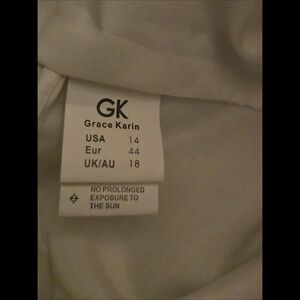 GK
Grace Karin
USA 14
Eur 44
UK/AU 18
NO PROLONGED
EXPOSURE TO
THE SUN